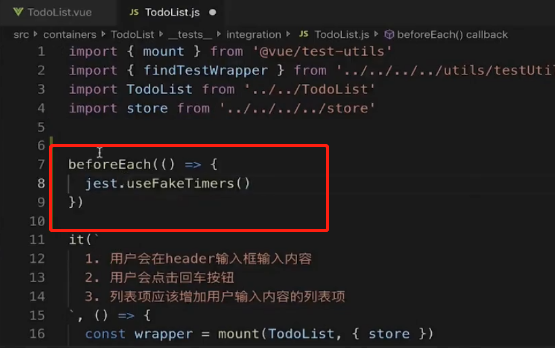 TodoList.vue JS TodoList.js
src > containers > TodoList > __tests__ > integration > JS TodoList.js > beforeEach() callback
1 import { mount } from '@vue/test-utils'
2 import { findTestWrapper } from '../../../../utils/testUtil
3 import TodoList from '../../TodoList'
4 import store from '../../../../store'
5
6
7 beforeEach(() => {
8 jest.useFakeTimers()
9 })
10
11 it(`
12 1. 用户会在header输入框输入内容
13 2. 用户会点击回车按钮
14 3. 列表项应该增加用户输入内容的列表项
15 `, () => {
16 const wrapper = mount(TodoList, { store })